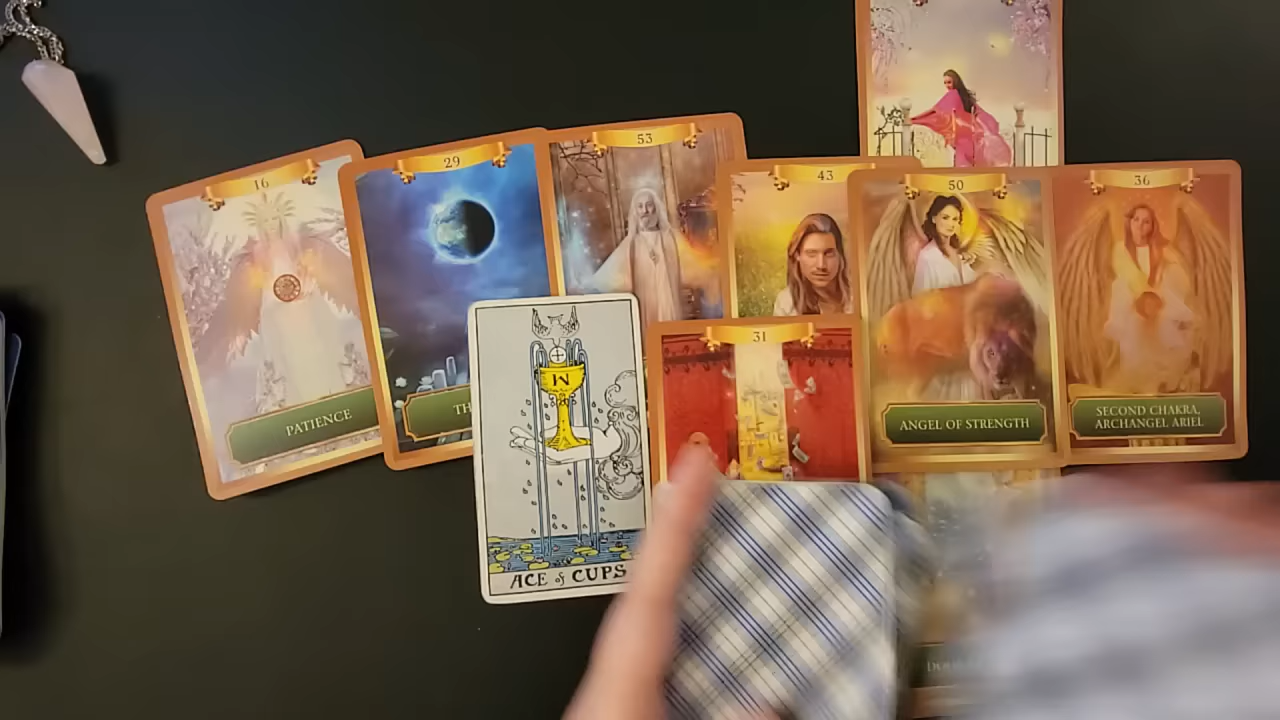 16
29
53
43
50
36
PATIENCE
TH
31
ANGEL OF STRENGTH
SECOND CHAKRA,
ARCHANGEL ARIEL
ACE of CUPS